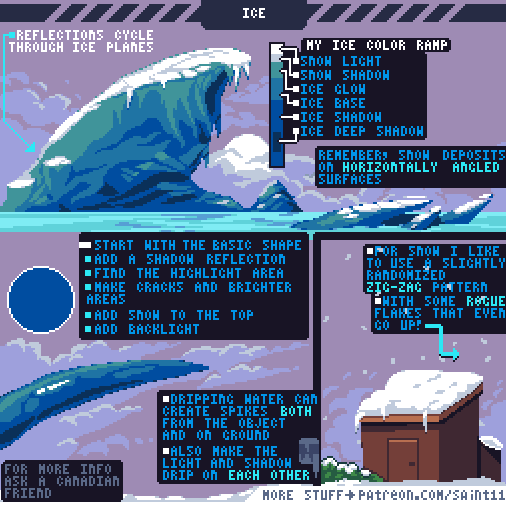 ICE
REFLECTIONS CYCLE
THROUGH ICE PLANES
MY ICE COLOR RAMP
SNOW LIGHT
SNOW SHADOW
ICE GLOW
ICE BASE
ICE SHADOW
ICE DEEP SHADOW
REMEMBER, SNOW DEPOSITS
ON HORIZONTALLY ANGLED
SURFACES
START WITH THE BASIC SHAPE
ADD A SHADOW REFLECTION
FIND THE HIGHLIGHT AREA
MAKE CRACKS AND BRIGHTER
AREAS
ADD SNOW TO THE TOP
ADD BACKLIGHT
FOR SNOW I LIKE
TO USE A SLIGHTLY
RANDOMIZED
ZIG-ZAG PATTERN
WITH SOME RAGUE
FLAKES THAT EVEN
GO UP!
DRIPPING WATER CAN
CREATE SPIKES BOTH
FROM THE OBJECT
AND ON GROUND
ALSO MAKE THE
LIGHT AND SHADOW
DRIP ON EACH OTHER
FOR MORE INFO
ASK A CANADIAN
FRIEND
MORE STUFF→PATREON.COM/SAINT11